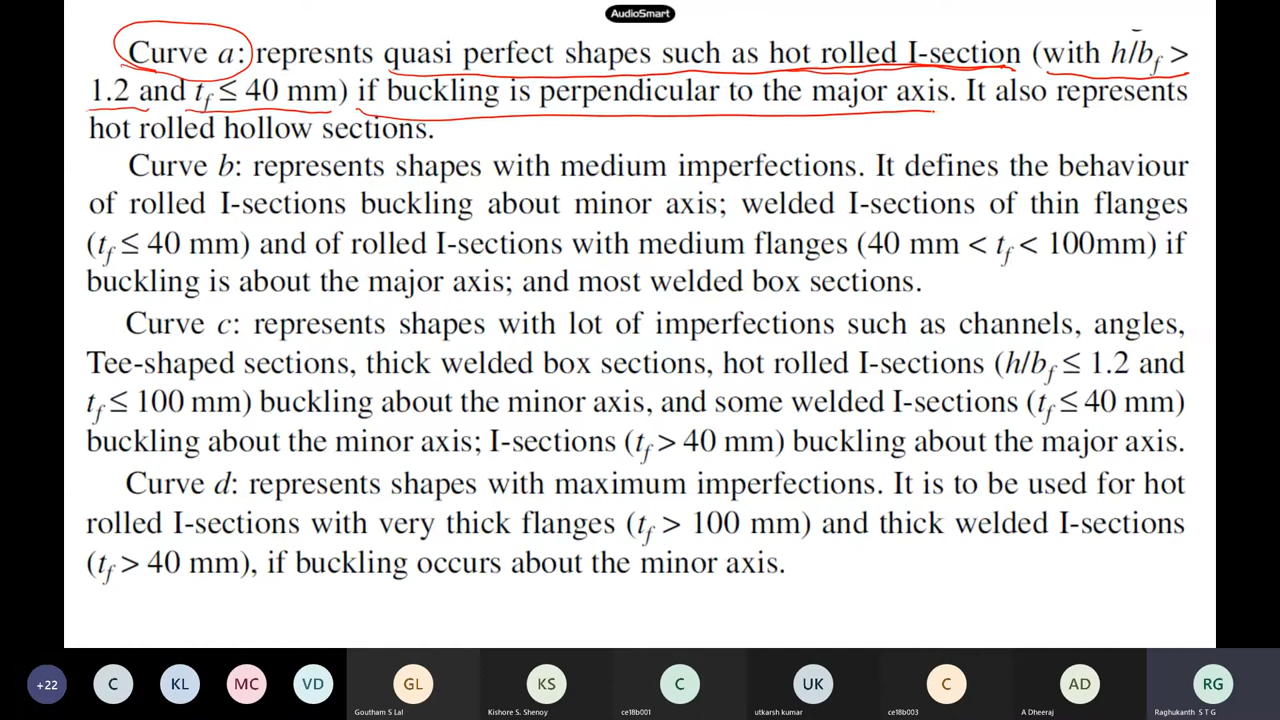 AudioSmart
Curve a: represnts quasi perfect shapes such as hot rolled I-section (with h/bf >
1.2 and tf ≤ 40 mm) if buckling is perpendicular to the major axis. It also represents
hot rolled hollow sections.
Curve b: represents shapes with medium imperfections. It defines the behaviour
of rolled I-sections buckling about minor axis; welded I-sections of thin flanges
(tf ≤ 40 mm) and of rolled I-sections with medium flanges (40 mm < tf < 100mm) if
buckling is about the major axis; and most welded box sections.
Curve c: represents shapes with lot of imperfections such as channels, angles,
Tee-shaped sections, thick welded box sections, hot rolled I-sections (h/bf ≤ 1.2 and
tf ≤ 100 mm) buckling about the minor axis, and some welded I-sections (tf ≤ 40 mm)
buckling about the minor axis; I-sections (tf > 40 mm) buckling about the major axis.
Curve d: represents shapes with maximum imperfections. It is to be used for hot
rolled I-sections with very thick flanges (tf > 100 mm) and thick welded I-sections
(tf > 40 mm), if buckling occurs about the minor axis.
+22 C KL MC VD GL KS C UK C AD RG
Goutham S Lal Kishore S. Shenoy ce18b001 utkarsh kumar ce18b003 A Dheeraj Raghukanth S T G